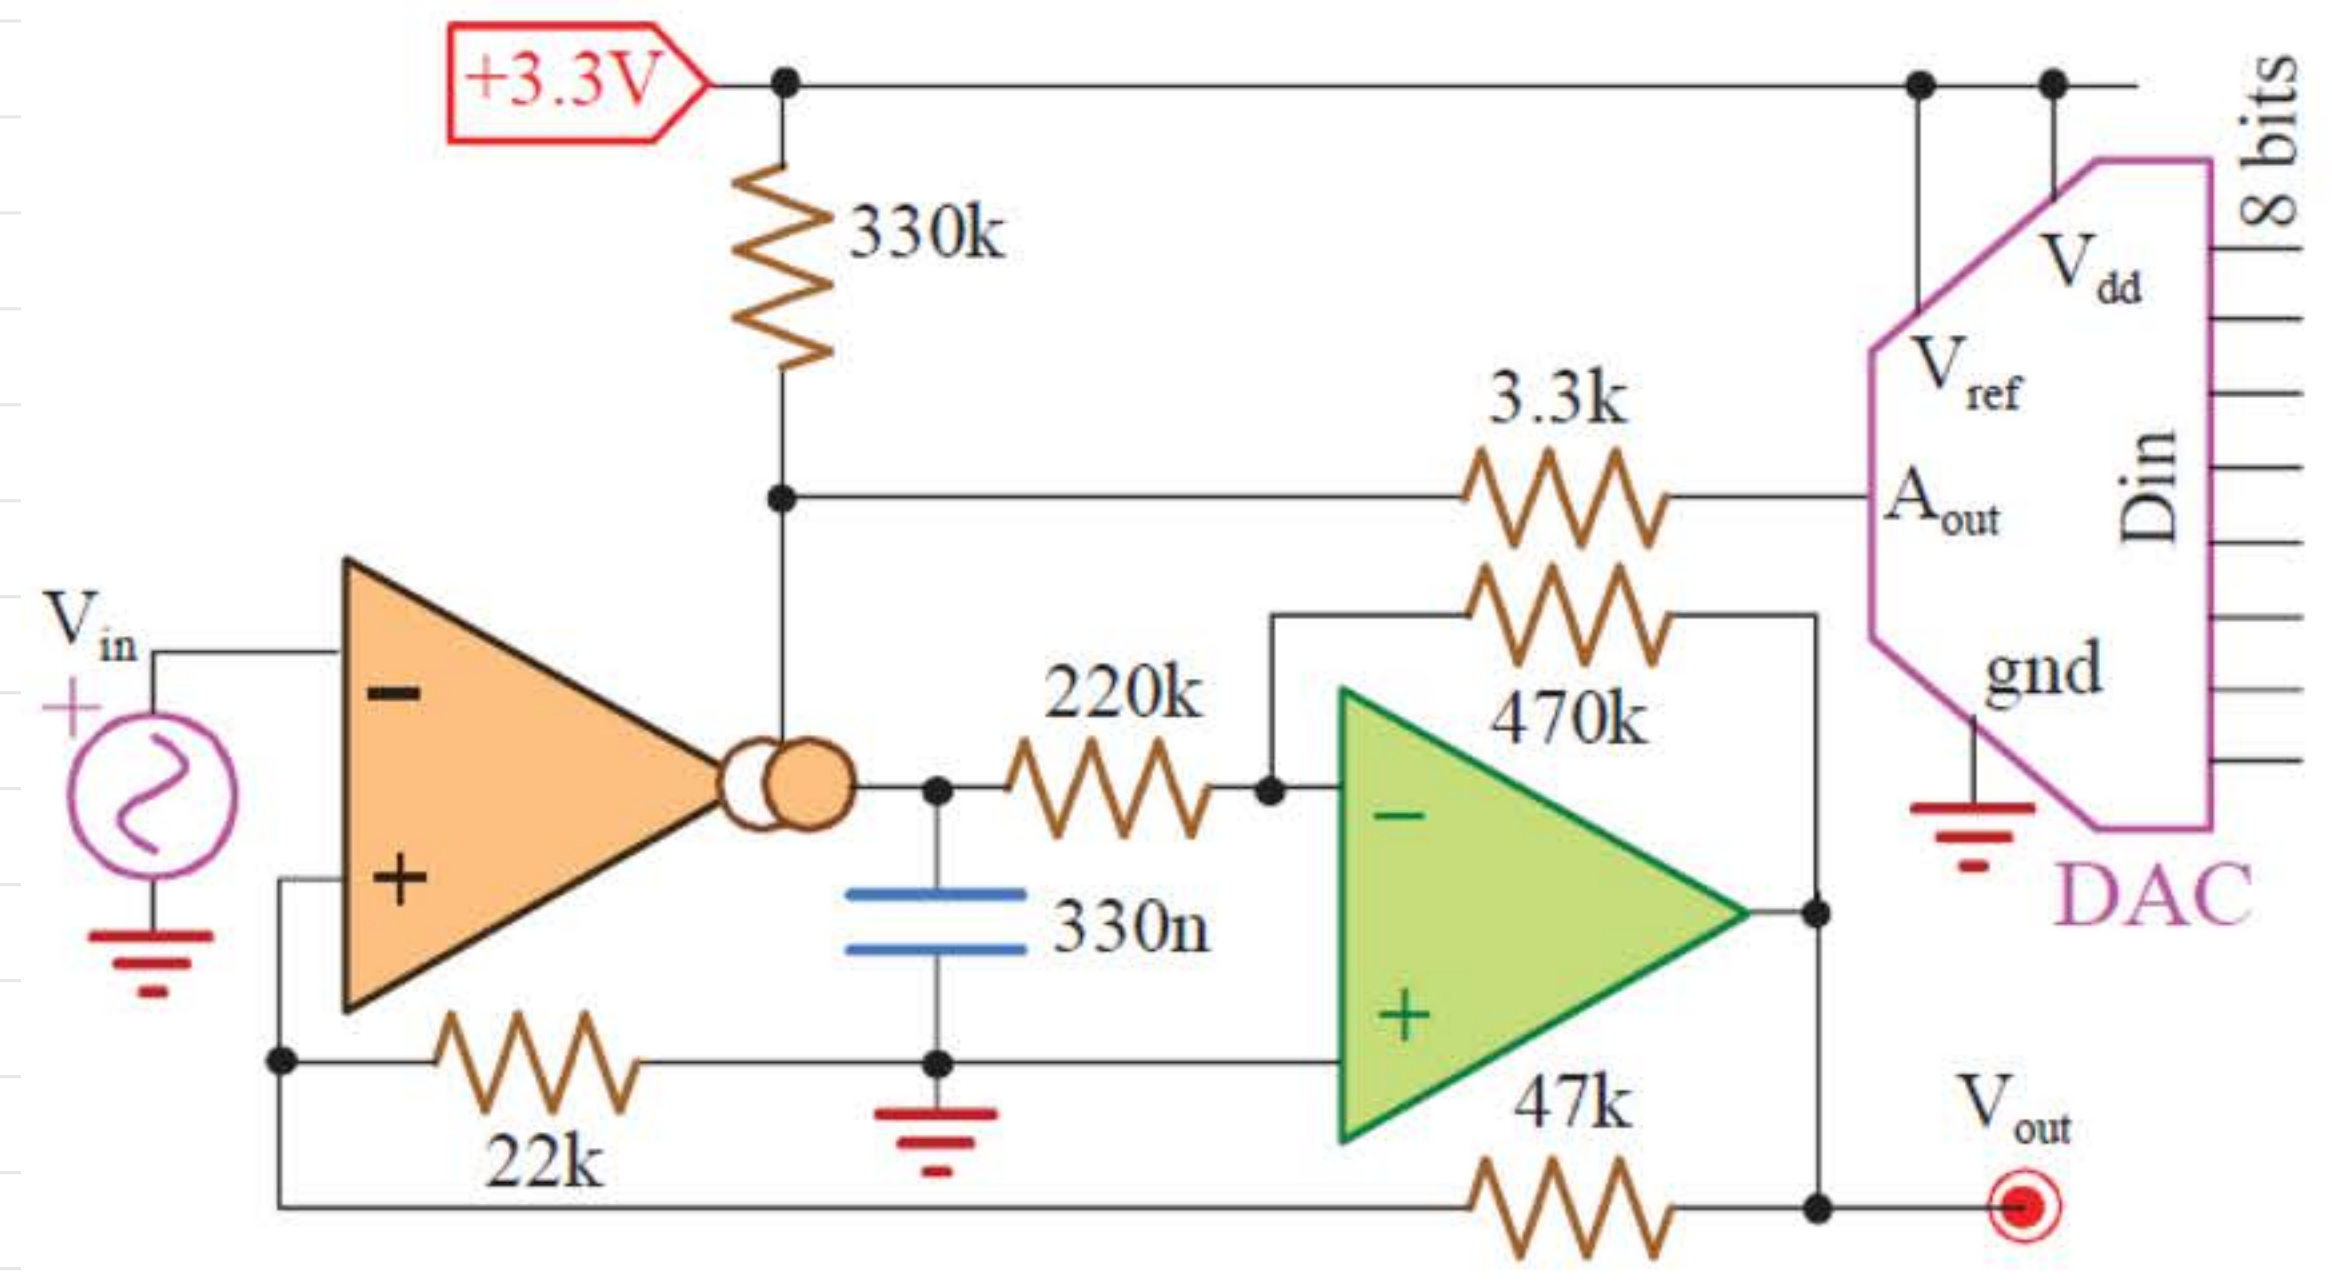 +3.3V
8 bits
330k
Vdd
Vref
3.3k
Aout
Din
Vin
+
−
220k
470k
gnd
−
+
330n
DAC
+
22k
47k
Vout